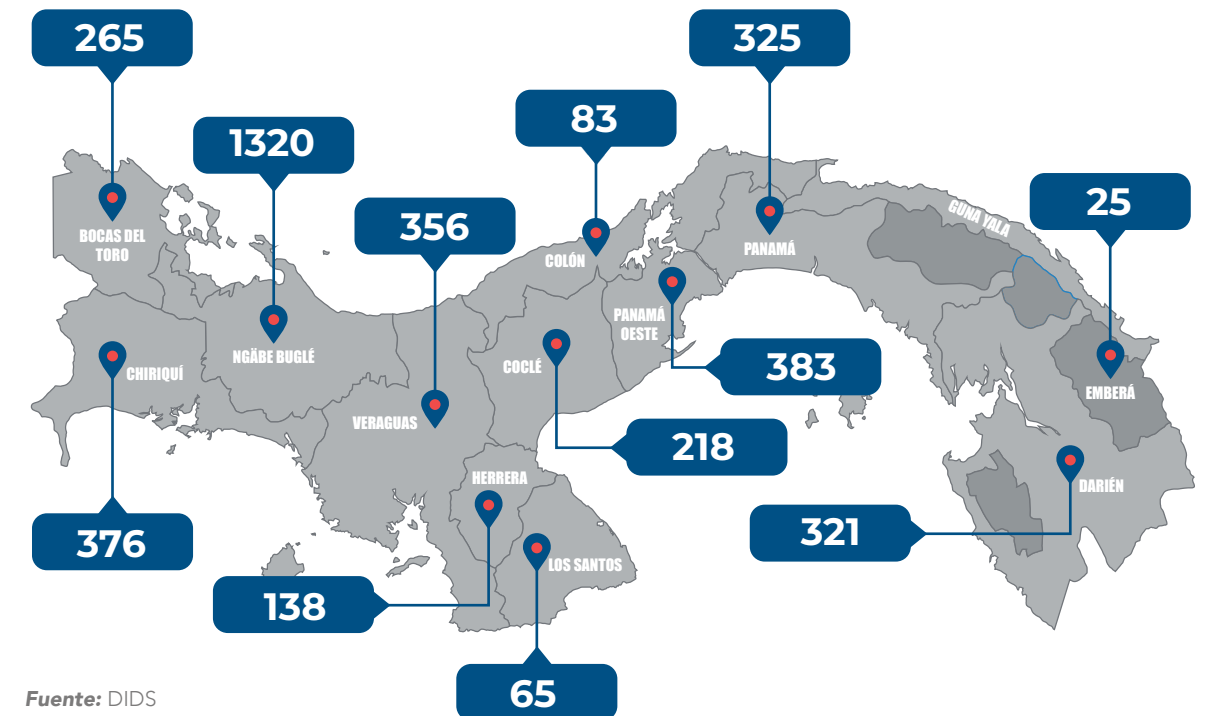 265
325
83
1320
25
356
GUNA YALA
BOCAS DEL
TORO
COLÓN
PANAMÁ
PANAMÁ
OESTE
NGÄBE BUGLÉ
CHIRIQUÍ
COCLÉ
383
EMBERÁ
VERAGUAS
218
HERRERA
DARIÉN
321
376
LOS SANTOS
138
65
Fuente: DIDS